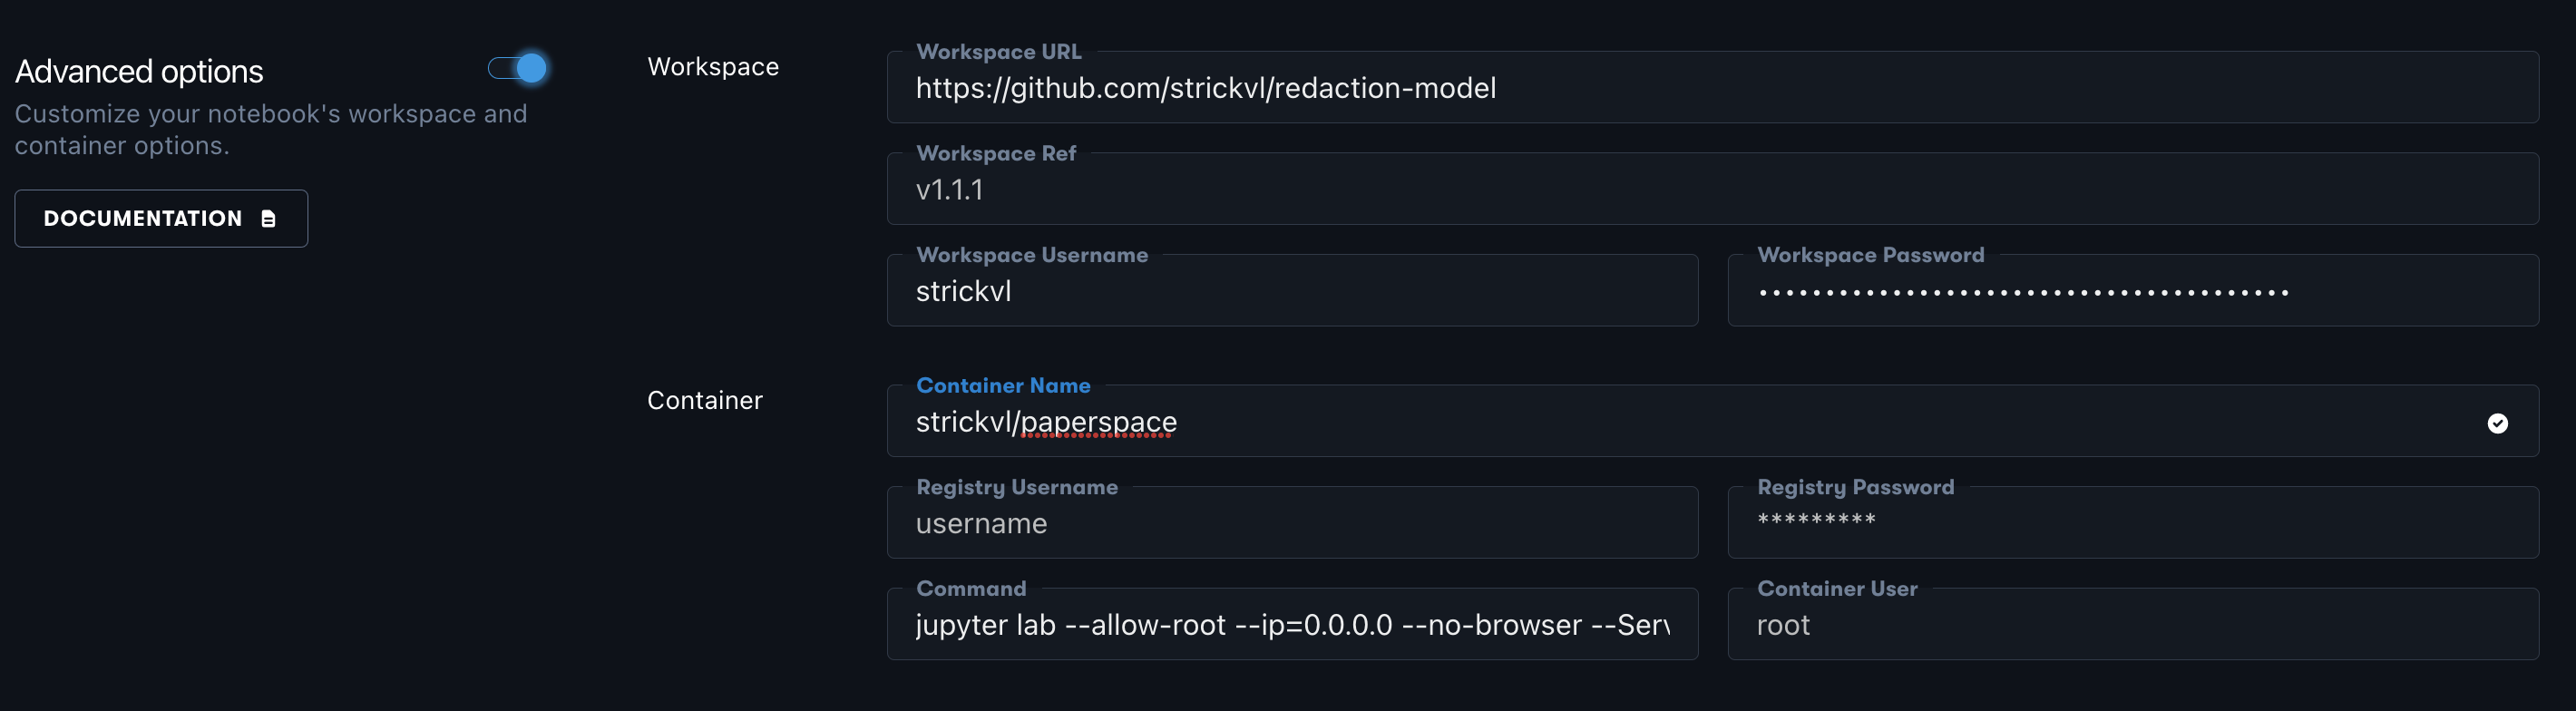 Advanced options
Customize your notebook's workspace and
container options.
DOCUMENTATION
Workspace
Workspace URL
https://github.com/strickvl/redaction-model
Workspace Ref
v1.1.1
Workspace Username
strickvl
Workspace Password
••••••••••••••••••••••••••••••••••••••••
Container
Container Name
strickvl/paperspace
Registry Username
username
Registry Password
*********
Command
jupyter lab --allow-root --ip=0.0.0.0 --no-browser --Serv
Container User
root